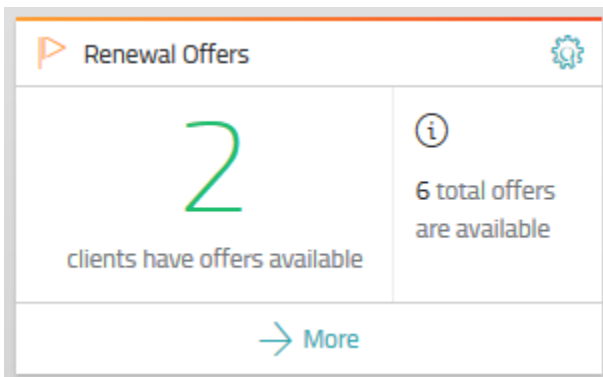 Renewal Offers
2
clients have offers available
6 total offers
are available
More